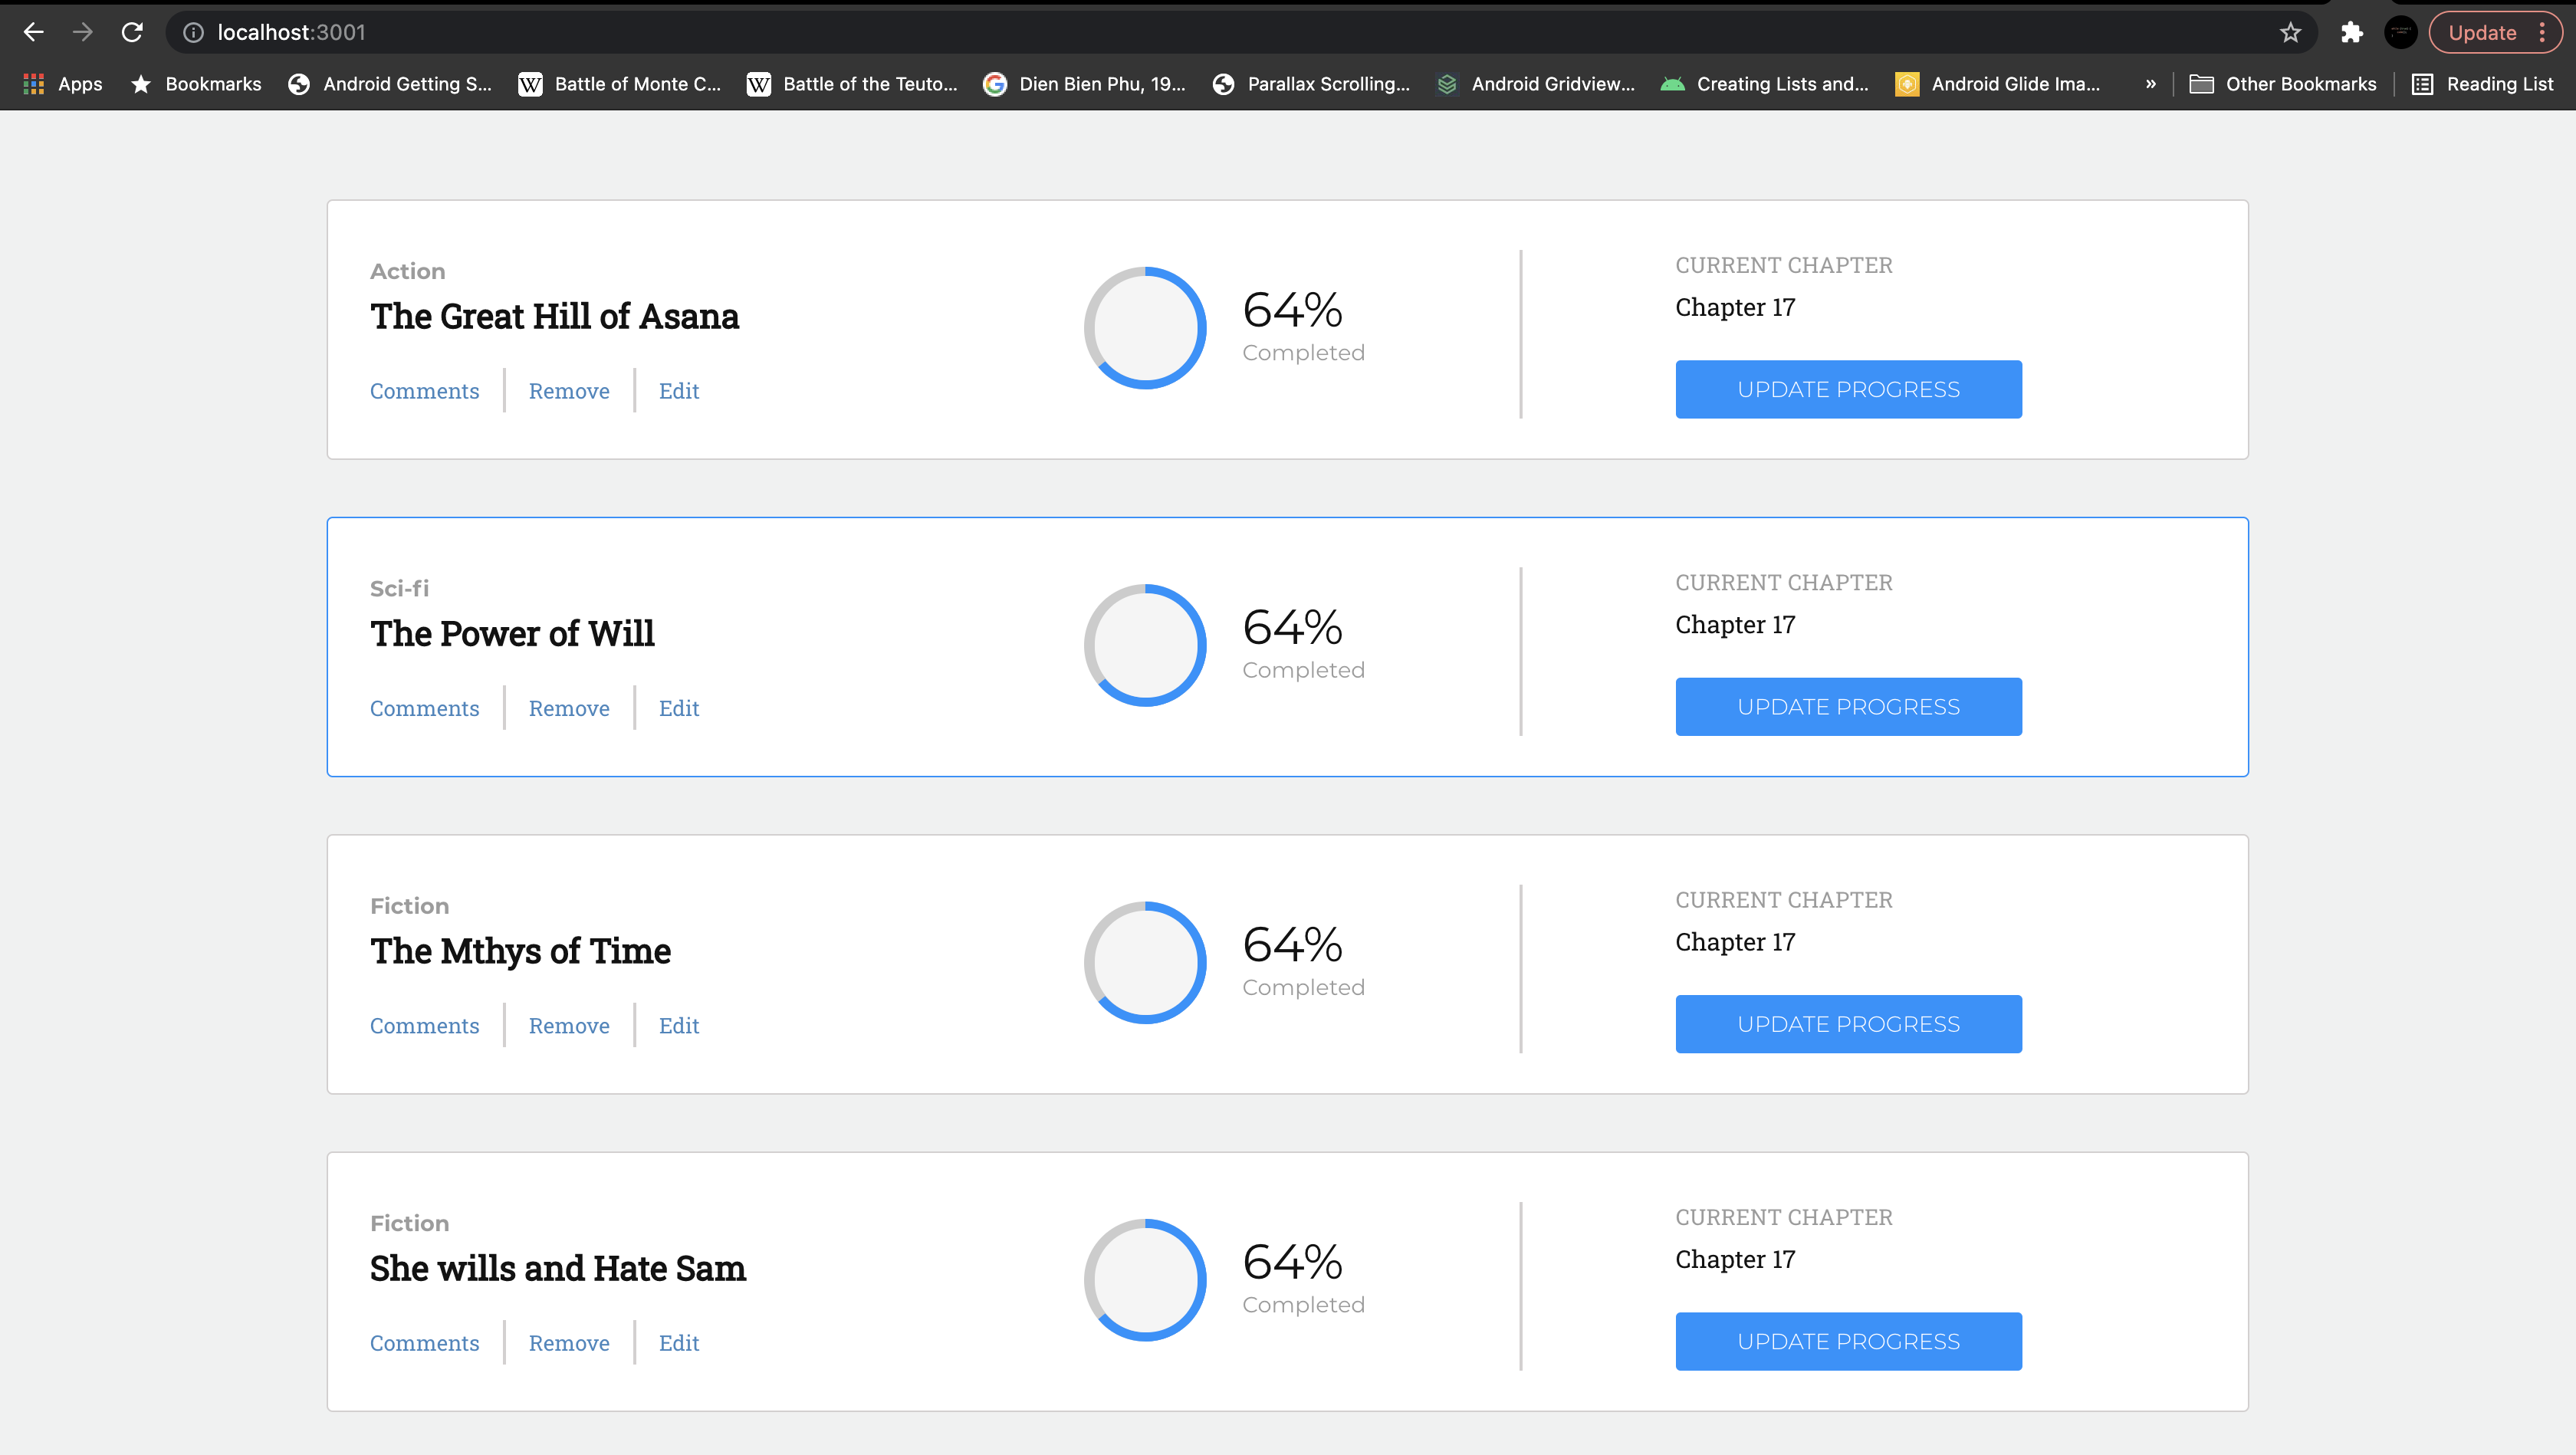 localhost:3001
Update
Apps
Bookmarks
Android Getting S...
Battle of Monte C...
Battle of the Teuto...
Dien Bien Phu, 19...
Parallax Scrolling...
Android Gridview...
Creating Lists and...
Android Glide Ima...
»
Other Bookmarks
Reading List
Action
The Great Hill of Asana
Comments
Remove
Edit
64%
Completed
CURRENT CHAPTER
Chapter 17
UPDATE PROGRESS
Sci-fi
The Power of Will
Comments
Remove
Edit
64%
Completed
CURRENT CHAPTER
Chapter 17
UPDATE PROGRESS
Fiction
The Mthys of Time
Comments
Remove
Edit
64%
Completed
CURRENT CHAPTER
Chapter 17
UPDATE PROGRESS
Fiction
She wills and Hate Sam
Comments
Remove
Edit
64%
Completed
CURRENT CHAPTER
Chapter 17
UPDATE PROGRESS